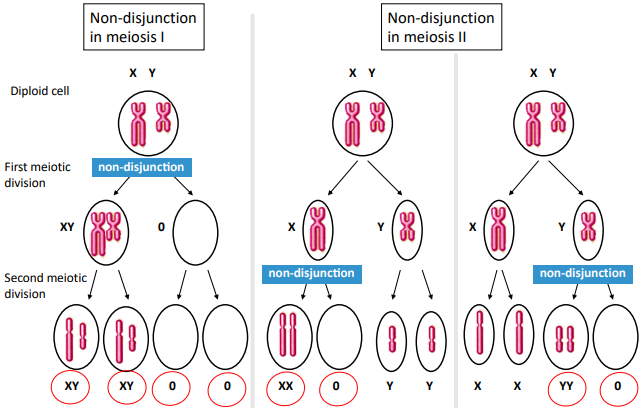 Non-disjunction
in meiosis I
Non-disjunction
in meiosis II
X Y
X Y
X Y
Diploid cell
First meiotic
division
non-disjunction
XY
0
X
Y
X
Y
Second meiotic
division
non-disjunction
non-disjunction
XY
XY
0
0
XX
0
Y
Y
X
X
YY
0